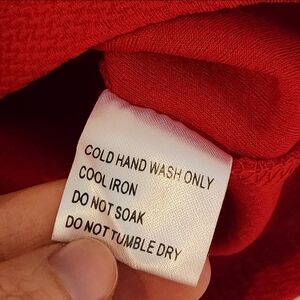 COLD HAND WASH ONLY
COOL IRON
DO NOT SOAK
DO NOT TUMBLE DRY